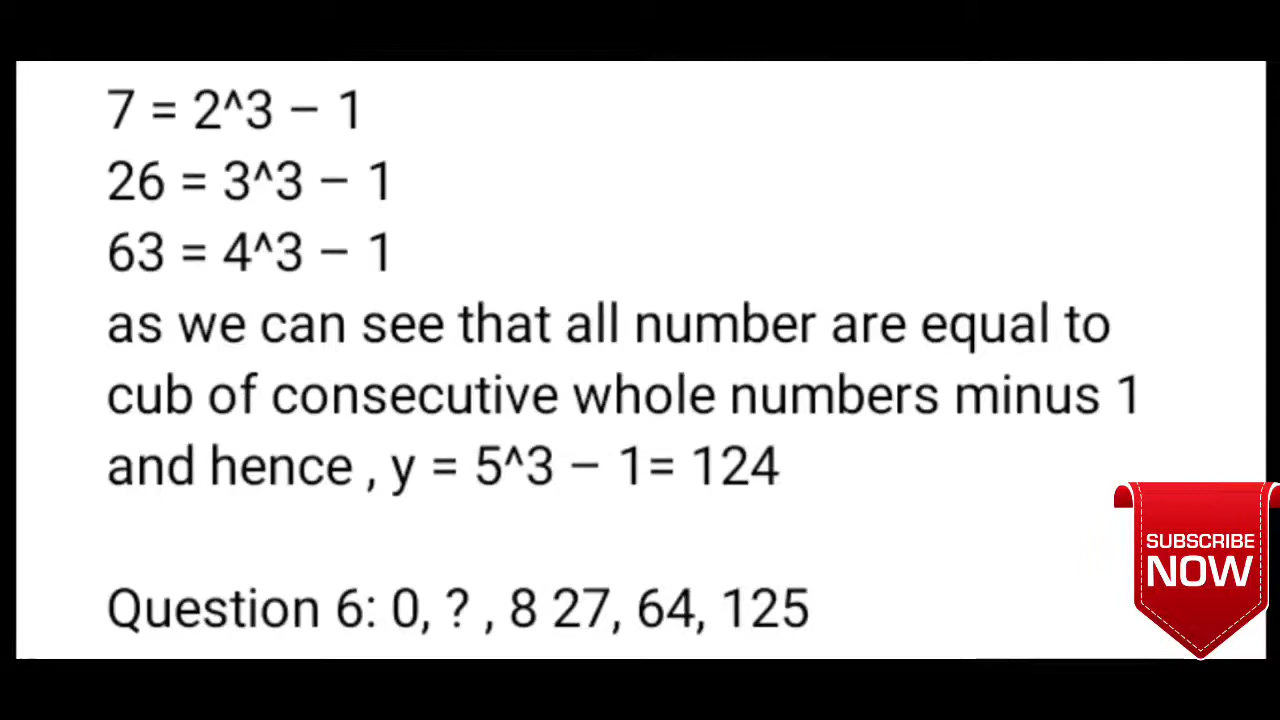 7 = 2^3 – 1
26 = 3^3 – 1
63 = 4^3 – 1
as we can see that all number are equal to
cub of consecutive whole numbers minus 1
and hence , y = 5^3 – 1= 124
Question 6: 0, ? , 8 27, 64, 125
SUBSCRIBE
NOW